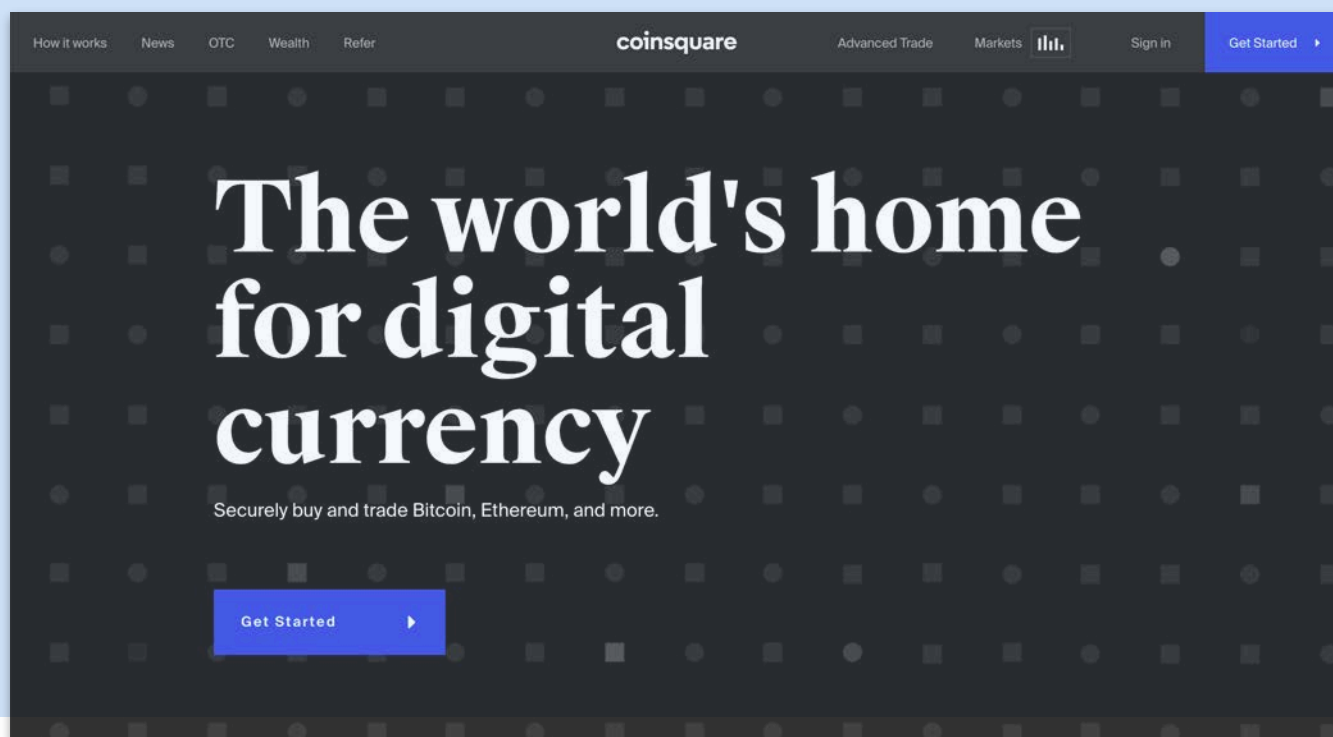 How it works News OTC Wealth Refer coinsquare Advanced Trade Markets Sign in Get Started
The world's home
for digital
currency
Securely buy and trade Bitcoin, Ethereum, and more.
Get Started